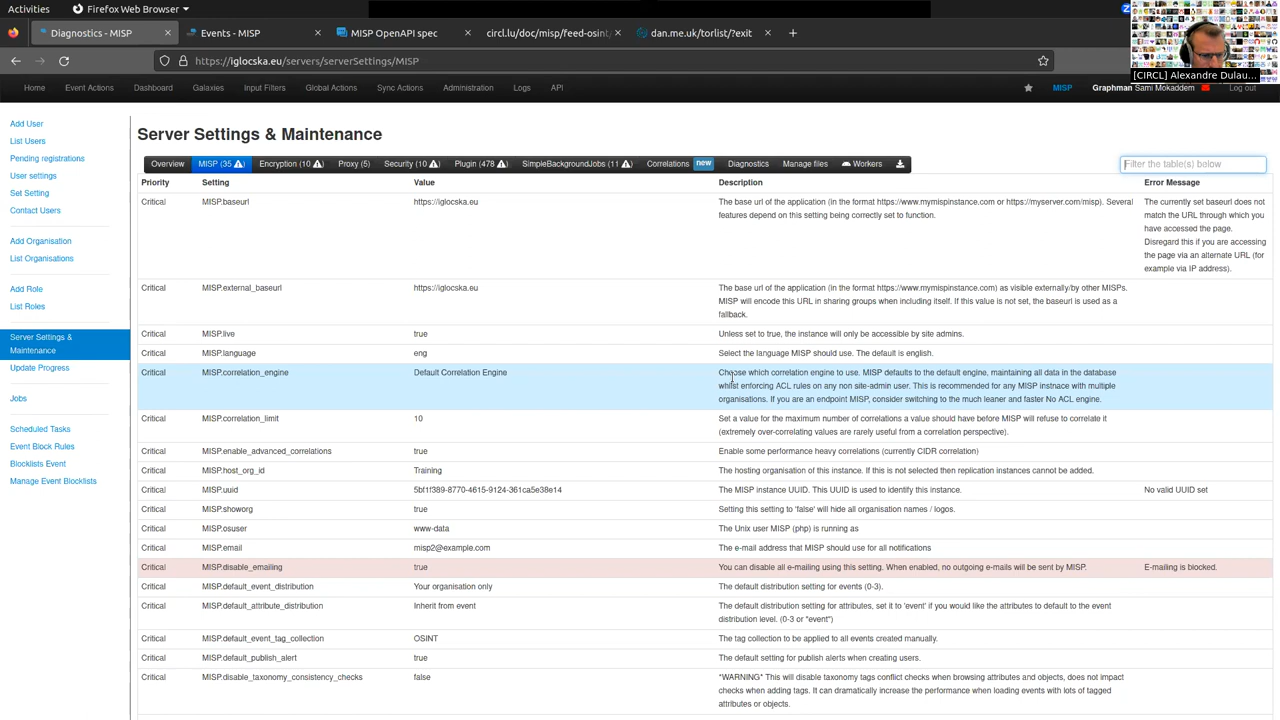 Activities
Firefox Web Browser
Diagnostics - MISP
Events - MISP
MISP OpenAPI spec
circl.lu/doc/misp/feed-osint/
dan.me.uk/torlist/?exit
https://iglocska.eu/servers/serverSettings/MISP
[CIRCL] Alexandre Dulau...
Home
Event Actions
Dashboard
Galaxies
Input Filters
Global Actions
Sync Actions
Administration
Logs
API
MISP
Graphman Sami Mokaddem
Log out
Add User
List Users
Pending registrations
User settings
Set Setting
Contact Users
Add Organisation
List Organisations
Add Role
List Roles
Server Settings &
Maintenance
Update Progress
Jobs
Scheduled Tasks
Event Block Rules
Blocklists Event
Manage Event Blocklists
Server Settings & Maintenance
Overview
MISP (35 )
Encryption (10 )
Proxy (5)
Security (10 )
Plugin (478 )
SimpleBackgroundJobs (11 )
Correlations new
Diagnostics
Manage files
Workers
Filter the table(s) below
Priority Setting Value Description Error Message
Critical MISP.baseurl https://iglocska.eu The base url of the application (in the format https://www.mymispinstance.com or https://myserver.com/misp). Several
features depend on this setting being correctly set to function.
The currently set baseurl does not
match the URL through which you
have accessed the page.
Disregard this if you are accessing
the page via an alternate URL (for
example via IP address).
Critical MISP.external_baseurl https://iglocska.eu The base url of the application (in the format https://www.mymispinstance.com) as visible externally/by other MISPs.
MISP will encode this URL in sharing groups when including itself. If this value is not set, the baseurl is used as a
fallback.
Critical MISP.live true Unless set to true, the instance will only be accessible by site admins.
Critical MISP.language eng Select the language MISP should use. The default is english.
Critical MISP.correlation_engine Default Correlation Engine Choose which correlation engine to use. MISP defaults to the default engine, maintaining all data in the database
whilst enforcing ACL rules on any non site-admin user. This is recommended for any MISP instnace with multiple
organisations. If you are an endpoint MISP, consider switching to the much leaner and faster No ACL engine.
Critical MISP.correlation_limit 10 Set a value for the maximum number of correlations a value should have before MISP will refuse to correlate it
(extremely over-correlating values are rarely useful from a correlation perspective).
Critical MISP.enable_advanced_correlations true Enable some performance heavy correlations (currently CIDR correlation)
Critical MISP.host_org_id Training The hosting organisation of this instance. If this is not selected then replication instances cannot be added.
Critical MISP.uuid 5bf1f389-8770-4615-9124-361ca5e38e14 The MISP instance UUID. This UUID is used to identify this instance. No valid UUID set
Critical MISP.showorg true Setting this setting to 'false' will hide all organisation names / logos.
Critical MISP.osuser www-data The Unix user MISP (php) is running as
Critical MISP.email misp2@example.com The e-mail address that MISP should use for all notifications
Critical MISP.disable_emailing true You can disable all e-mailing using this setting. When enabled, no outgoing e-mails will be sent by MISP. E-mailing is blocked.
Critical MISP.default_event_distribution Your organisation only The default distribution setting for events (0-3).
Critical MISP.default_attribute_distribution Inherit from event The default distribution setting for attributes, set it to 'event' if you would like the attributes to default to the event
distribution level. (0-3 or "event")
Critical MISP.default_event_tag_collection OSINT The tag collection to be applied to all events created manually.
Critical MISP.default_publish_alert true The default setting for publish alerts when creating users.
Critical MISP.disable_taxonomy_consistency_checks false *WARNING* This will disable taxonomy tags conflict checks when browsing attributes and objects, does not impact
checks when adding tags. It can dramatically increase the performance when loading events with lots of tagged
attributes or objects.